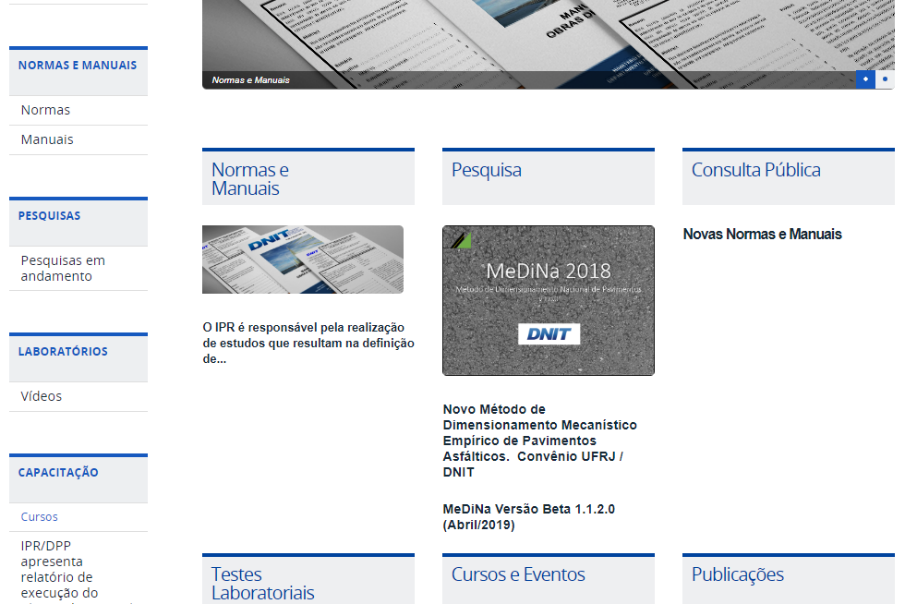 NORMAS E MANUAIS
Normas
Manuais
PESQUISAS
Pesquisas em
andamento
LABORATÓRIOS
Vídeos
CAPACITAÇÃO
Cursos
IPR/DPP
apresenta
relatório de
execução do
MANU
OBRAS DE
Normas e Manuais
Normas e
Manuais
DNIT
O IPR é responsável pela realização
de estudos que resultam na definição
de...
Pesquisa
MeDiNa 2018
Método de Dimensionamento Nacional de Pavimentos
DNIT
Novo Método de
Dimensionamento Mecanístico
Empírico de Pavimentos
Asfálticos. Convênio UFRJ /
DNIT
MeDiNa Versão Beta 1.1.2.0
(Abril/2019)
Consulta Pública
Novas Normas e Manuais
Testes
Laboratoriais
Cursos e Eventos
Publicações